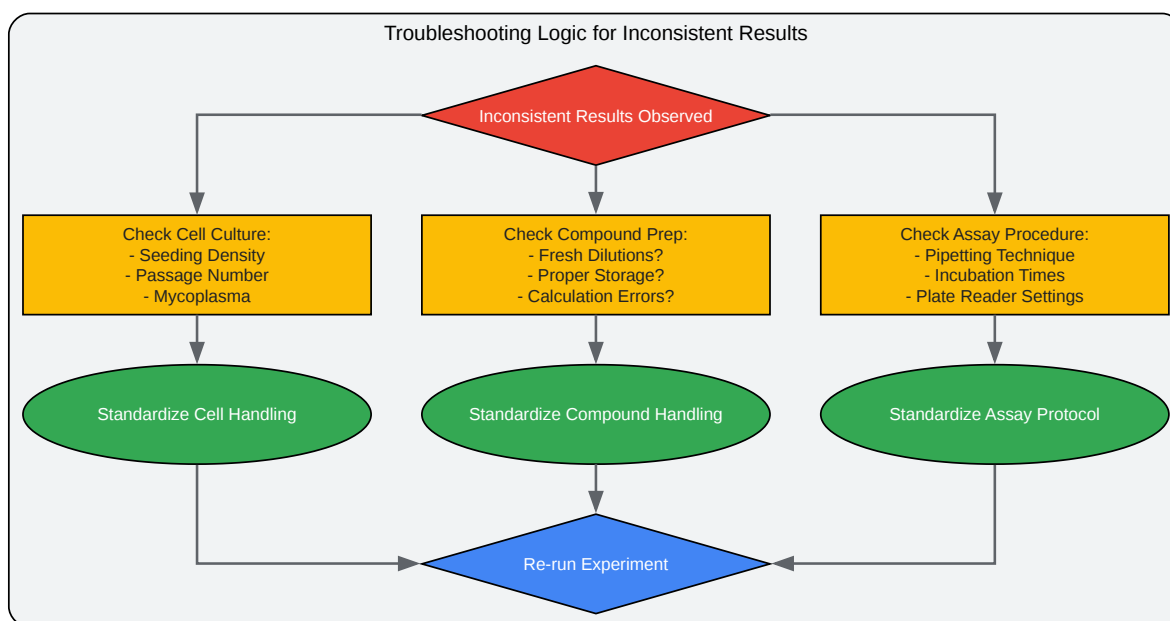 Troubleshooting Logic for Inconsistent Results
Inconsistent Results Observed
Check Cell Culture:
- Seeding Density
- Passage Number
- Mycoplasma
Check Compound Prep:
- Fresh Dilutions?
- Proper Storage?
- Calculation Errors?
Check Assay Procedure:
- Pipetting Technique
- Incubation Times
- Plate Reader Settings
Standardize Cell Handling
Standardize Compound Handling
Standardize Assay Protocol
Re-run Experiment